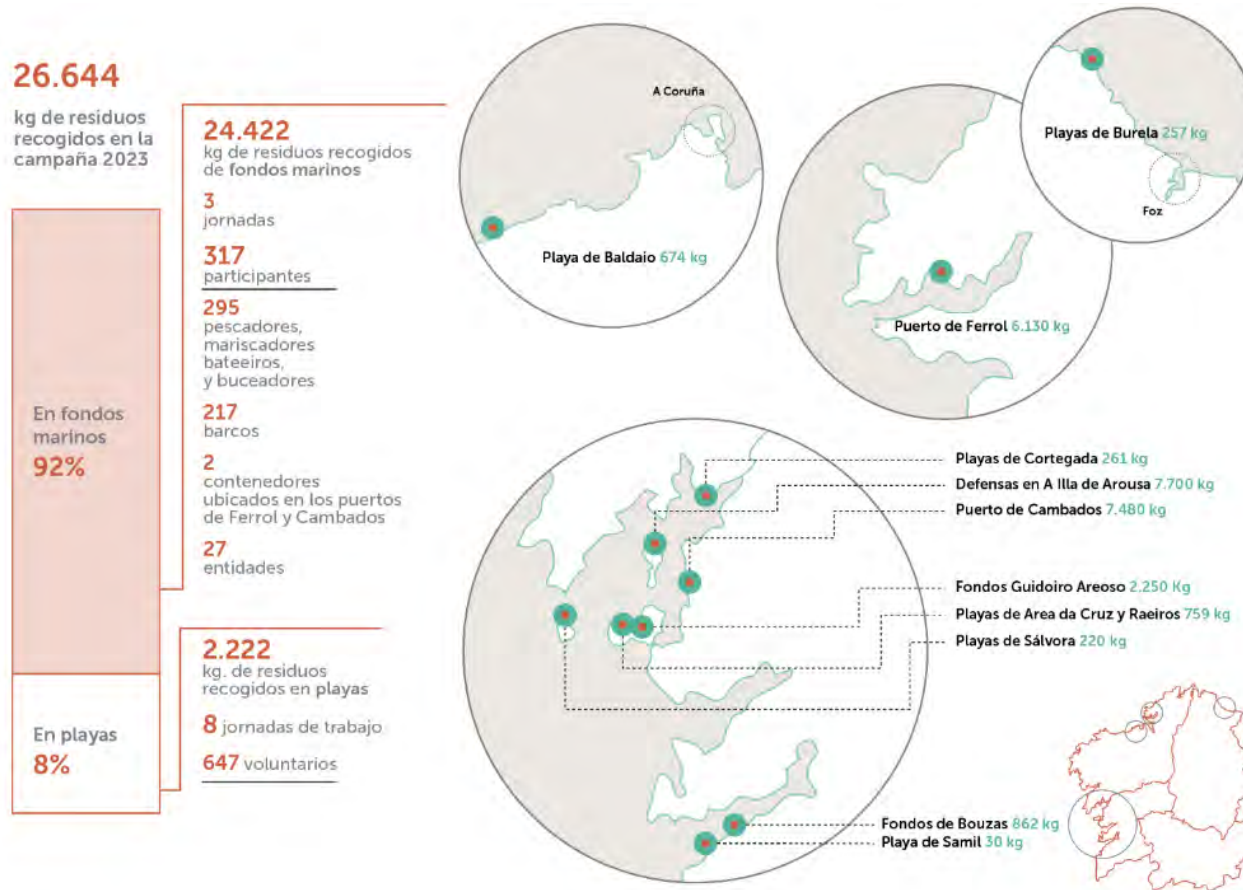 26.644
kg de residuos
recogidos en la
campaña 2023
En fondos
marinos
92%
En playas
8%
24.422
kg de residuos recogidos
de fondos marinos
3
jornadas
317
participantes
295
pescadores,
mariscadores
bateeiros,
y buceadores
217
barcos
2
contenedores
ubicados en los puertos
de Ferrol y Cambados
27
entidades
2.222
kg. de residuos
recogidos en playas
8 jornadas de trabajo
647 voluntarios
A Coruña
Playa de Baldaio 674 kg
Playas de Burela 257 kg
Foz
Puerto de Ferrol 6.130 kg
Playas de Cortegada 261 kg
Defensas en A Illa de Arousa 7.700 kg
Puerto de Cambados 7.480 kg
Fondos Guidoiro Areoso 2.250 Kg
Playas de Area da Cruz y Raeiros 759 kg
Playas de Sálvora 220 kg
Fondos de Bouzas 862 kg
Playa de Samil 30 kg